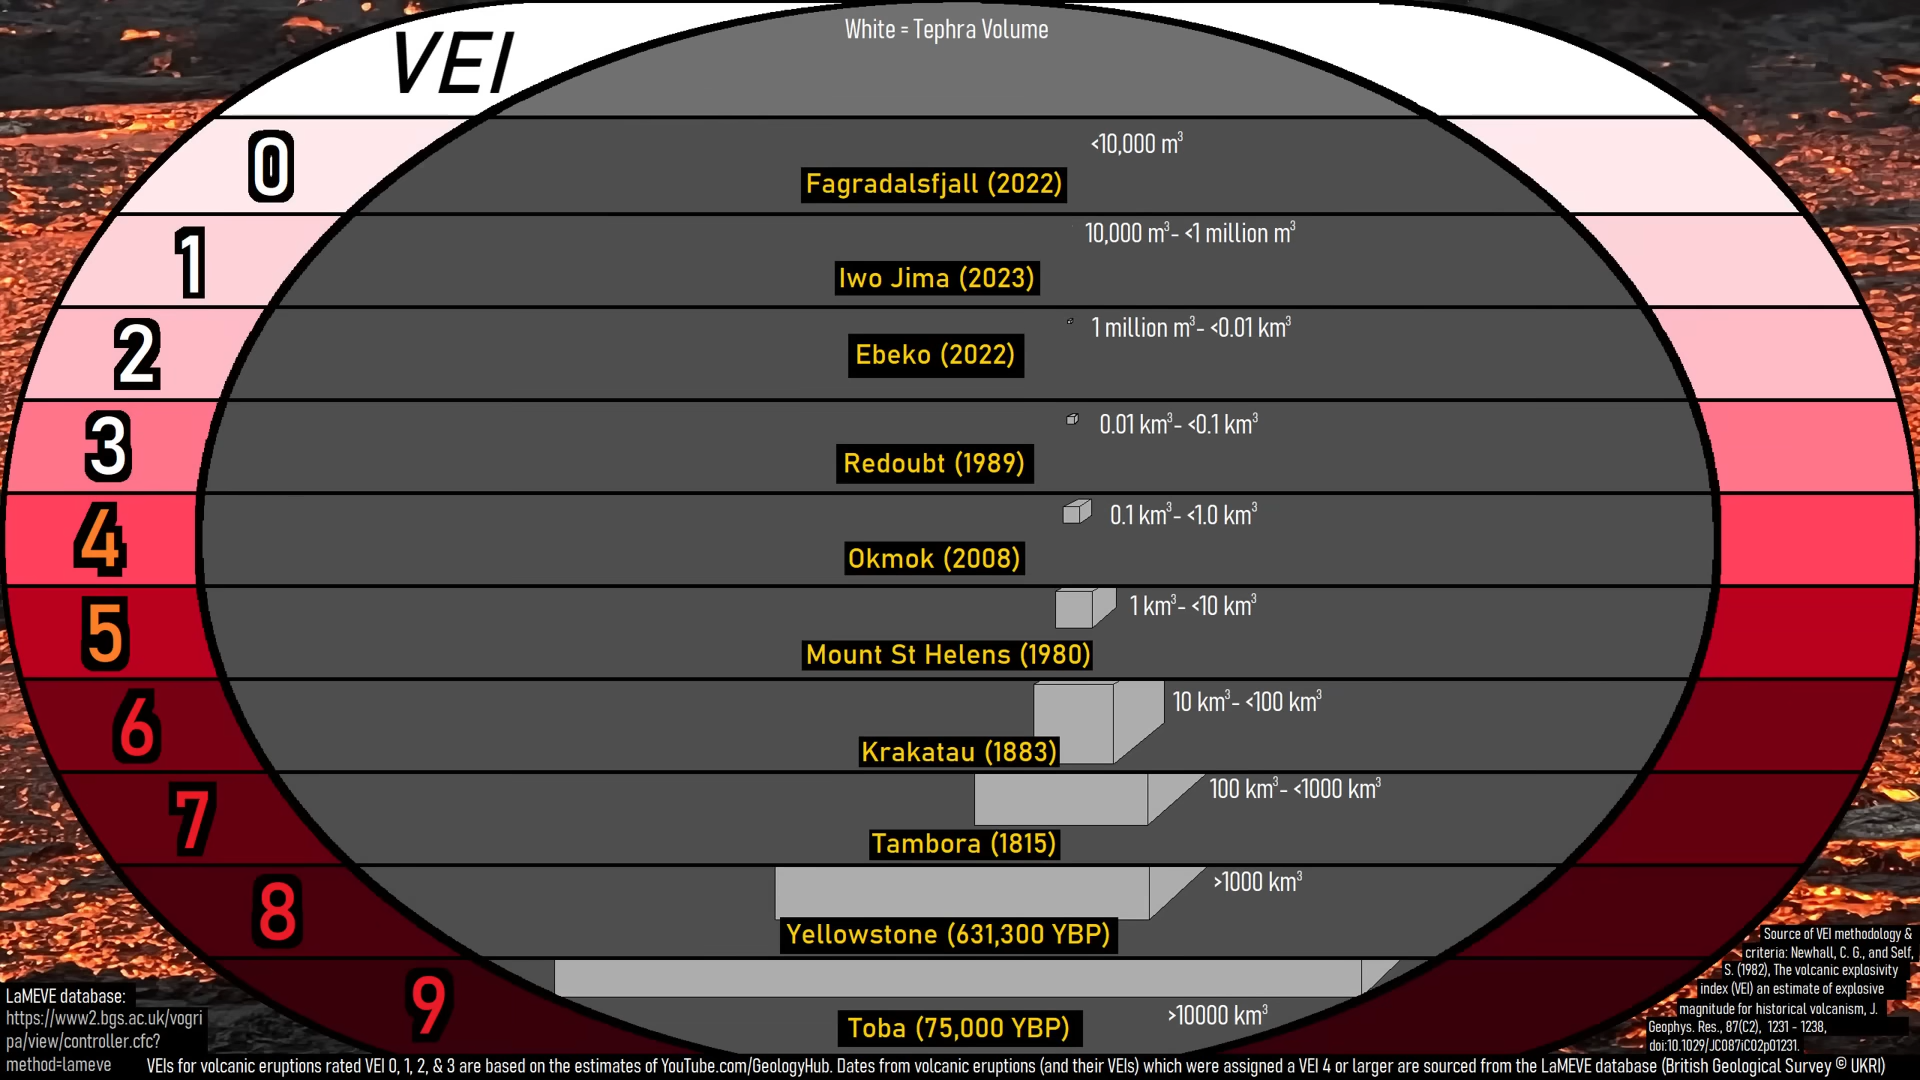 White = Tephra Volume
VEI
0
<10,000 m³
Fagradalsfjall (2022)
1
10,000 m³- <1 million m³
Iwo Jima (2023)
2
1 million m³- <0.01 km³
Ebeko (2022)
3
0.01 km³- <0.1 km³
Redoubt (1989)
4
0.1 km³- <1.0 km³
Okmok (2008)
5
1 km³- <10 km³
Mount St Helens (1980)
6
10 km³- <100 km³
Krakatau (1883)
7
100 km³- <1000 km³
Tambora (1815)
8
>1000 km³
Yellowstone (631,300 YBP)
9
>10000 km³
Toba (75,000 YBP)
Source of VEI methodology &
criteria: Newhall, C. G., and Self,
S. (1982), The volcanic explosivity
index (VEI) an estimate of explosive
magnitude for historical volcanism, J.
Geophys. Res., 87(C2), 1231 - 1238,
doi:10.1029/JC087iC02p01231.
LaMEVE database:
https://www2.bgs.ac.uk/vogri
pa/view/controller.cfc?
method=lameve
VEIs for volcanic eruptions rated VEI 0, 1, 2, & 3 are based on the estimates of YouTube.com/GeologyHub. Dates from volcanic eruptions (and their VEIs) which were assigned a VEI 4 or larger are sourced from the LaMEVE database (British Geological Survey © UKRI)